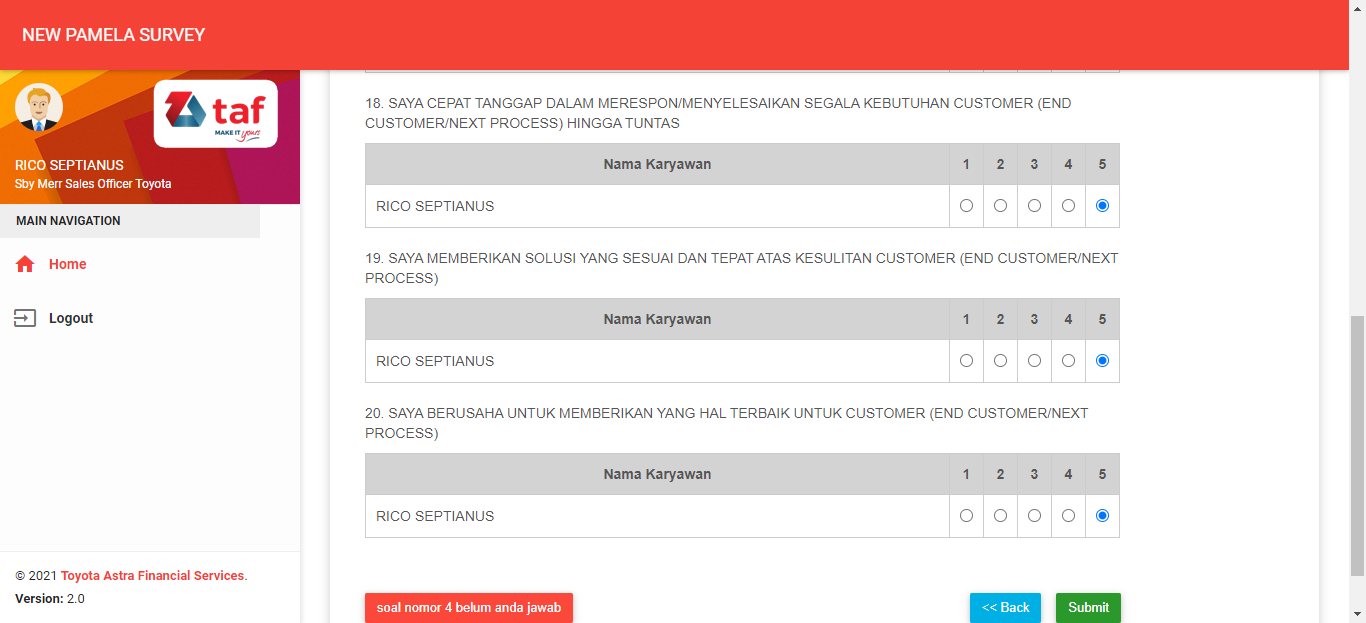 NEW PAMELA SURVEY
taf
MAKE IT yours
RICO SEPTIANUS
Sby Merr Sales Officer Toyota
MAIN NAVIGATION
Home
Logout
© 2021 Toyota Astra Financial Services.
Version: 2.0
18. SAYA CEPAT TANGGAP DALAM MERESPON/MENYELESAIKAN SEGALA KEBUTUHAN CUSTOMER (END
CUSTOMER/NEXT PROCESS) HINGGA TUNTAS
Nama Karyawan 1 2 3 4 5
RICO SEPTIANUS
19. SAYA MEMBERIKAN SOLUSI YANG SESUAI DAN TEPAT ATAS KESULITAN CUSTOMER (END CUSTOMER/NEXT
PROCESS)
Nama Karyawan 1 2 3 4 5
RICO SEPTIANUS
20. SAYA BERUSAHA UNTUK MEMBERIKAN YANG HAL TERBAIK UNTUK CUSTOMER (END CUSTOMER/NEXT
PROCESS)
Nama Karyawan 1 2 3 4 5
RICO SEPTIANUS
soal nomor 4 belum anda jawab
<< Back
Submit